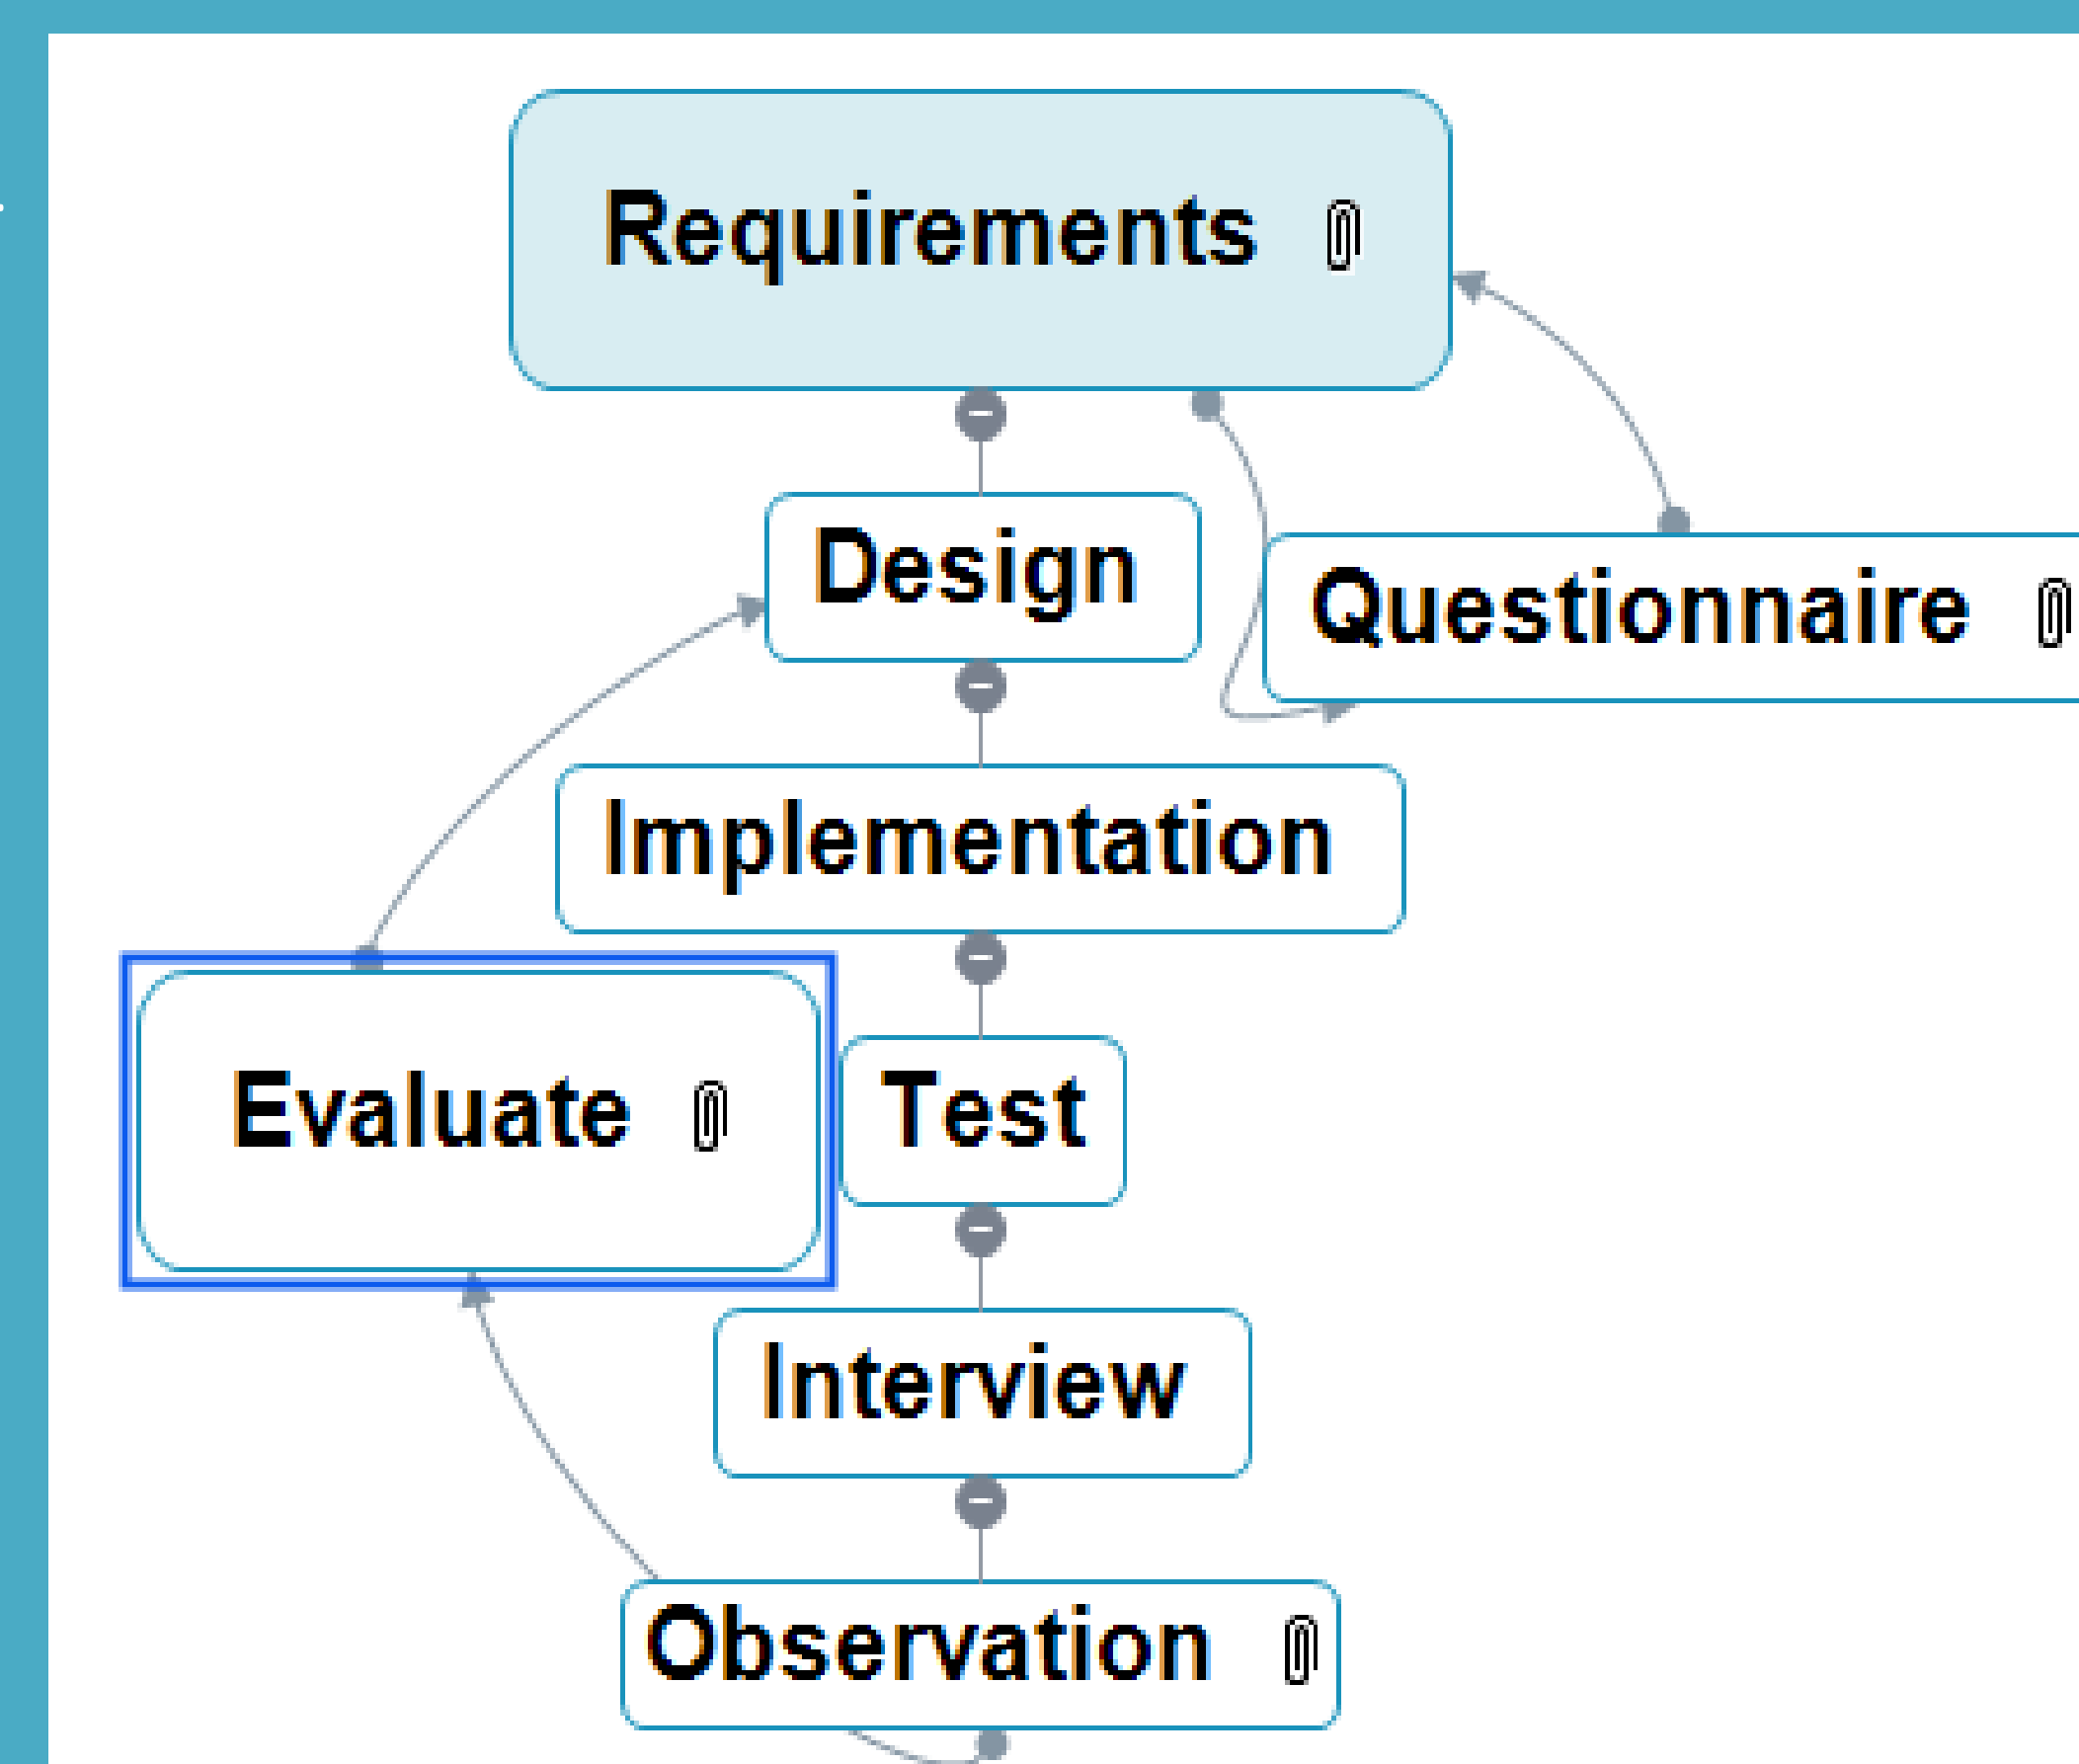 Requirements
Design
Questionnaire
Implementation
Evaluate
Test
Interview
Observation